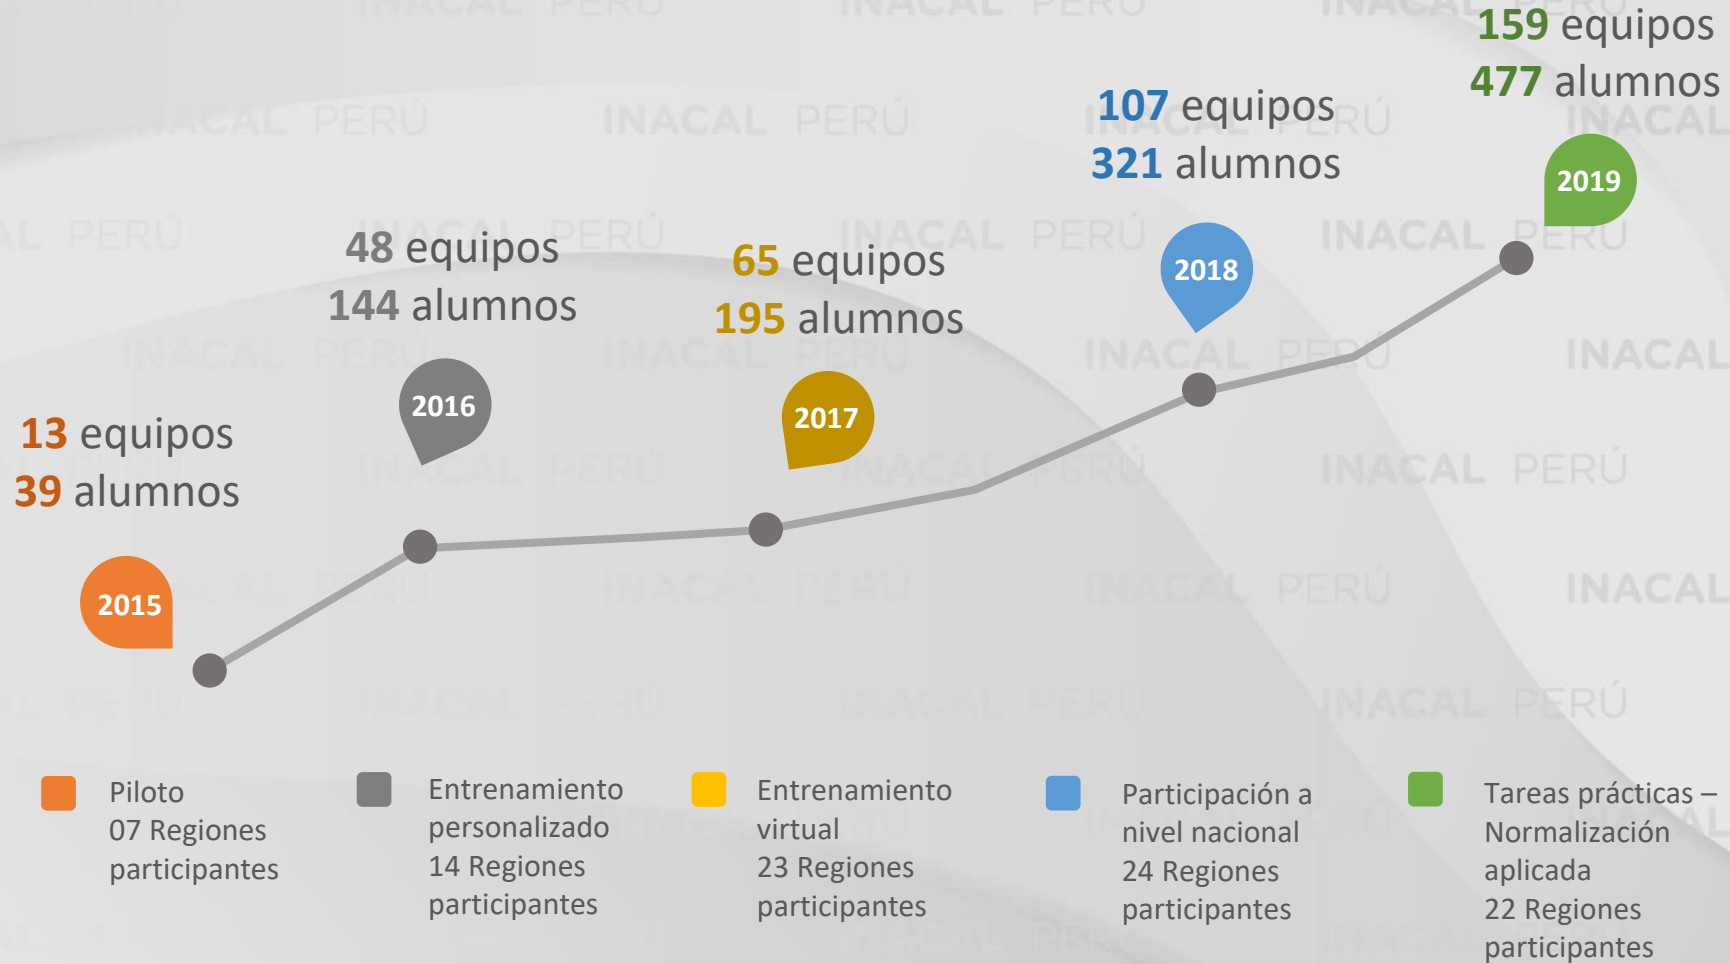 159 equipos
477 alumnos
107 equipos
321 alumnos
2019
48 equipos
144 alumnos
65 equipos
195 alumnos
2018
2016
2017
13 equipos
39 alumnos
2015
Piloto
07 Regiones
participantes
Entrenamiento
personalizado
14 Regiones
participantes
Entrenamiento
virtual
23 Regiones
participantes
Participación a
nivel nacional
24 Regiones
participantes
Tareas prácticas –
Normalización
aplicada
22 Regiones
participantes
INACAL PERÚ